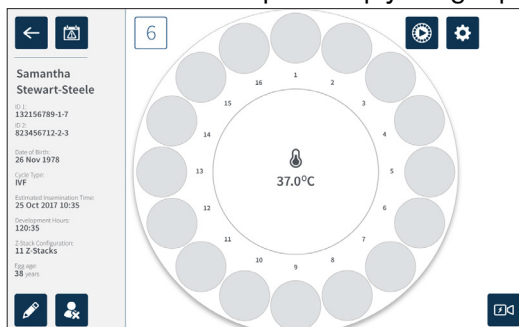 6
Samantha
Stewart-Steele
ID 1:
132156789-1-7
ID 2:
823456712-2-3
Date of Birth:
26 Nov 1978
Cycle Type:
IVF
Estimated Insemination Time:
25 Oct 2017 10:35
Development Hours:
120:35
Z-Stack Configuration:
11 Z-Stacks
Egg age:
38 years
1
2
3
4
5
6
7
8
9
10
11
12
13
14
15
16
37.0°C